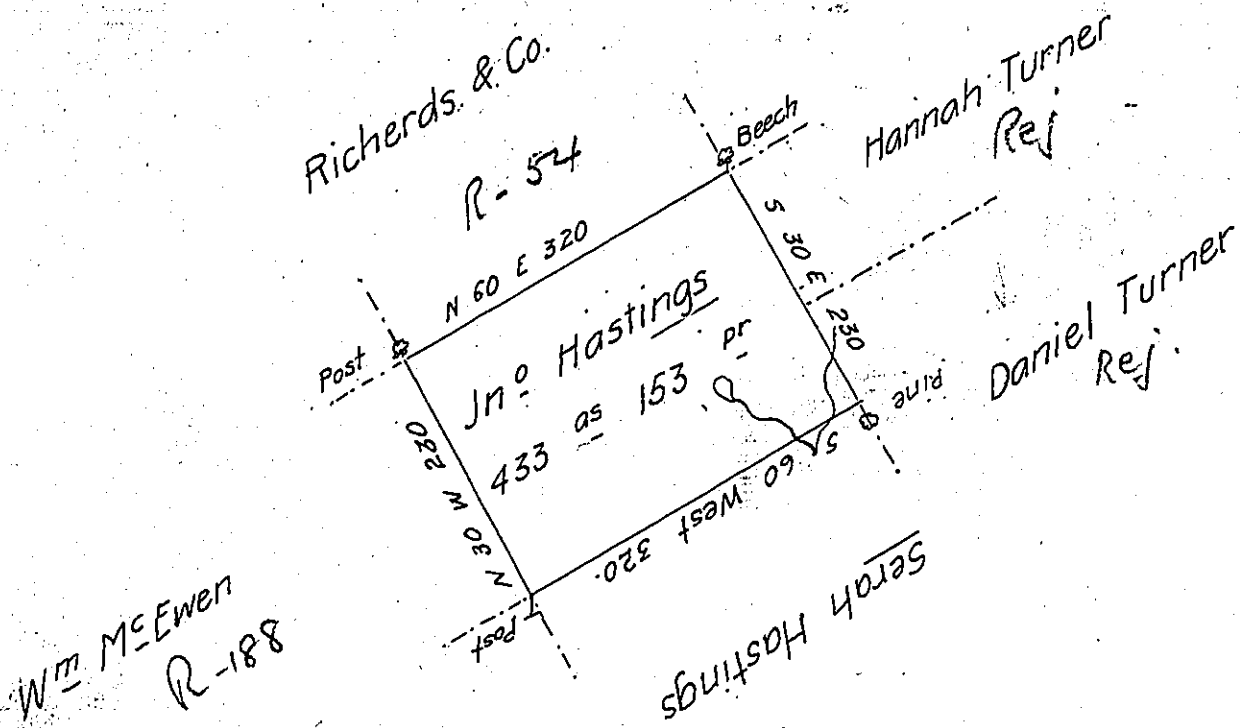 Richerds. & Co.
R - 54
Beech
Hannah Turner
Rej
N 60 E 320
S 30 E 230
Post
Jnº Hastings
433 as 153 pr
Pine
Daniel Turner
Rej.
N 30 W 220
S 60 West 320.
Post
Serah Hastings
Wm McEwen
R - 188